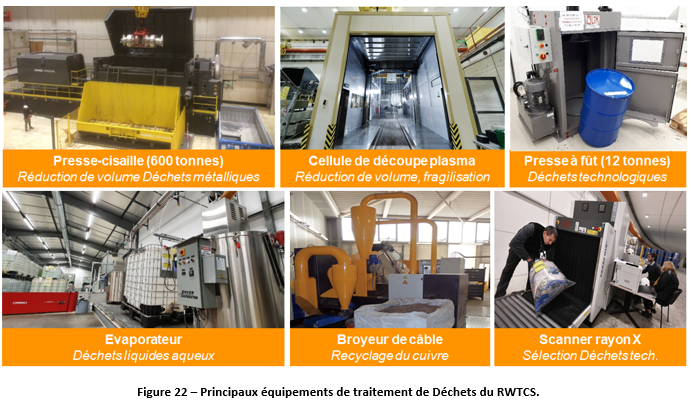 Presse-cisaille (600 tonnes)
Réduction de volume Déchets métalliques
Cellule de découpe plasma
Réduction de volume, fragilisation
Presse à fût (12 tonnes)
Déchets technologiques
Evaporateur
Déchets liquides aqueux
Broyeur de câble
Recyclage du cuivre
Scanner rayon X
Sélection Déchets tech.
Figure 22 – Principaux équipements de traitement de Déchets du RWTCS.